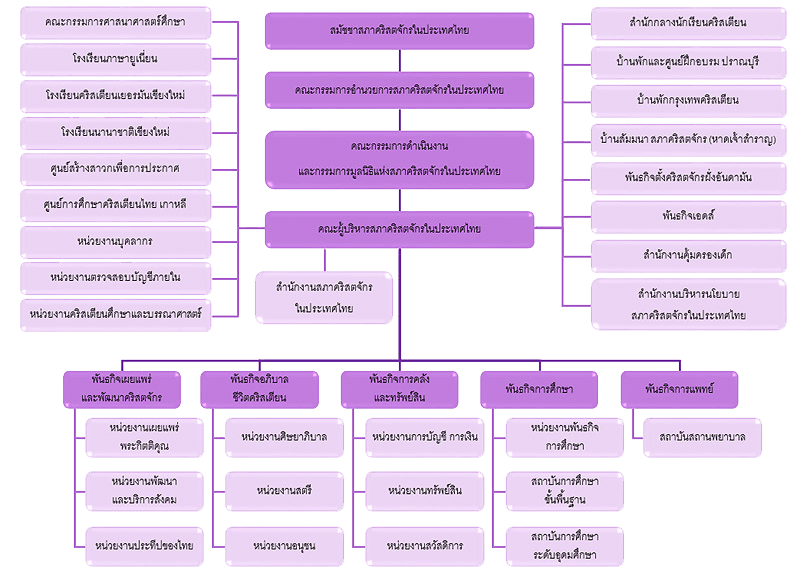 คณะกรรมการศาสนาศาสตร์ศึกษา
โรงเรียนภาษายูเนี่ยน
โรงเรียนคริสเตียนเยอรมันเชียงใหม่
โรงเรียนนานาชาติเชียงใหม่
ศูนย์สร้างสาวกเพื่อการประกาศ
ศูนย์การศึกษาคริสเตียนไทย เกาหลี
หน่วยงานบุคลากร
หน่วยงานตรวจสอบบัญชีภายใน
หน่วยงานคริสเตียนศึกษาและบรรณาศาสตร์
สมัชชาสภาคริสตจักรในประเทศไทย
คณะกรรมการอำนวยการสภาคริสตจักรในประเทศไทย
คณะกรรมการดำเนินงาน
และกรรมการมูลนิธิแห่งสภาคริสตจักรในประเทศไทย
คณะผู้บริหารสภาคริสตจักรในประเทศไทย
สำนักงานสภาคริสตจักร
ในประเทศไทย
สำนักกลางนักเรียนคริสเตียน
บ้านพักและศูนย์ฝึกอบรม ปราณบุรี
บ้านพักกรุงเทพคริสเตียน
บ้านสัมมนา สภาคริสตจักร (หาดเจ้าสำราญ)
พันธกิจตั้งคริสตจักรฝั่งอันดามัน
พันธกิจเอดส์
สำนักงานคุ้มครองเด็ก
สำนักงานบริหารนโยบาย
สภาคริสตจักรในประเทศไทย
พันธกิจเผยแพร่
และพัฒนาคริสตจักร
หน่วยงานเผยแพร่
พระกิตติคุณ
หน่วยงานพัฒนา
และบริการสังคม
หน่วยงานประทีปของไทย
พันธกิจอภิบาล
ชีวิตคริสเตียน
หน่วยงานศิษยาภิบาล
หน่วยงานสตรี
หน่วยงานอนุชน
พันธกิจการคลัง
และทรัพย์สิน
หน่วยงานการบัญชี การเงิน
หน่วยงานทรัพย์สิน
หน่วยงานสวัสดิการ
พันธกิจการศึกษา
หน่วยงานพันธกิจ
การศึกษา
สถาบันการศึกษา
ขั้นพื้นฐาน
สถาบันการศึกษา
ระดับอุดมศึกษา
พันธกิจการแพทย์
สถาบันสถานพยาบาล